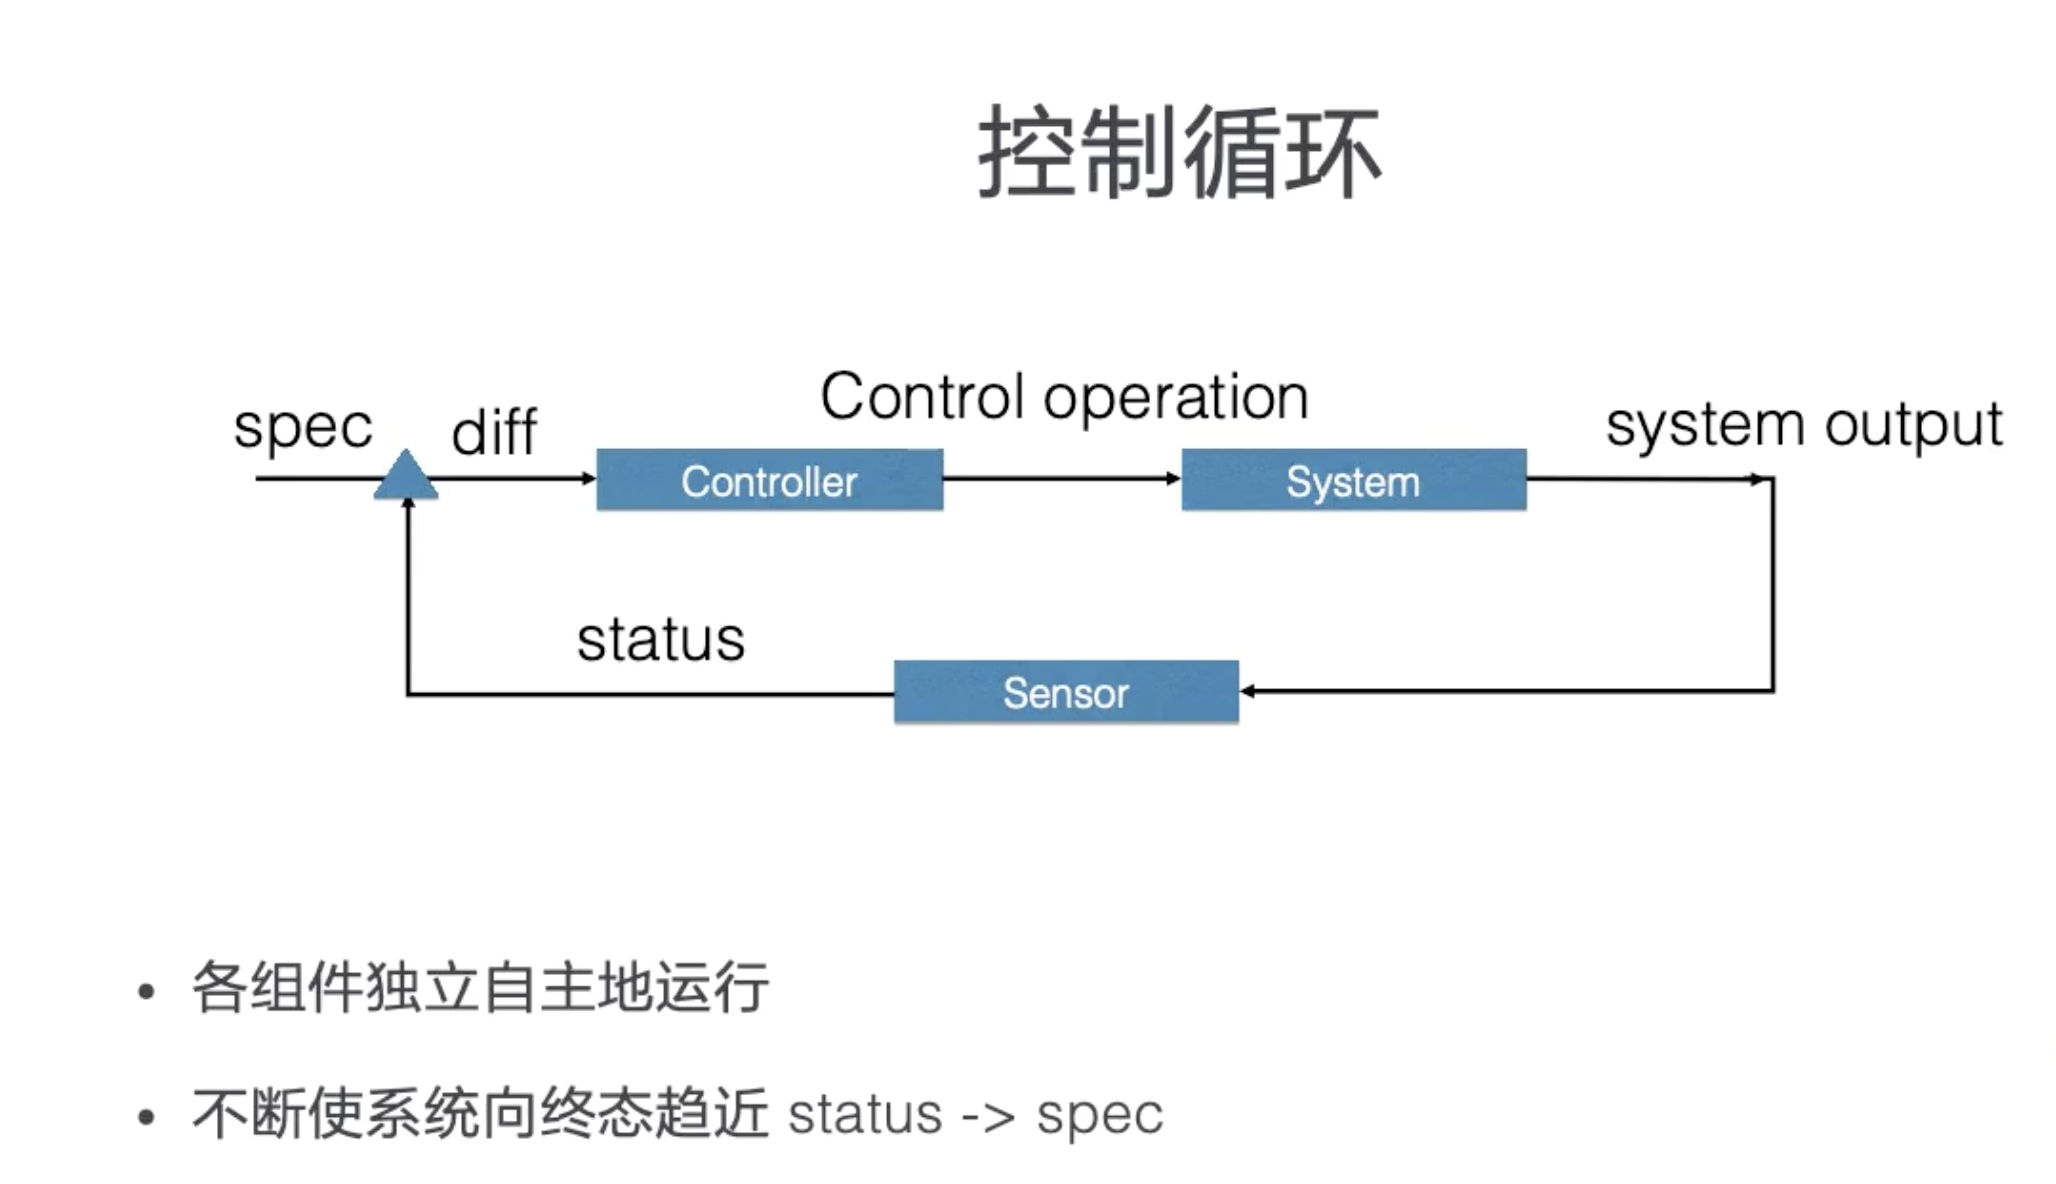 控制循环
Control operation
spec
diff
system output
Controller
System
status
Sensor
• 各组件独立自主地运行
• 不断使系统向终态趋近 status -> spec